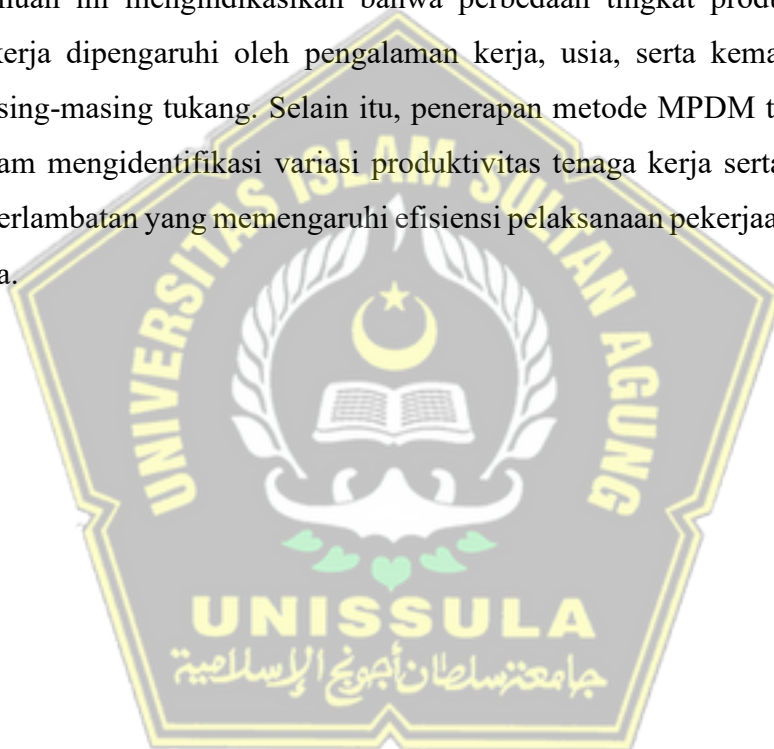 nuan ini mengindikasikan bahwa perbedaan tingkat produ
kerja dipengaruhi oleh pengalaman kerja, usia, serta kema
sing-masing tukang. Selain itu, penerapan metode MPDM t
am mengidentifikasi variasi produktivitas tenaga kerja serta
erlambatan yang memengaruhi efisiensi pelaksanaan pekerjaa
a.
UNIVERSITAS ISLAM SULTAN AGUNG
UNISSULA
جامعة سلطان أجونج الإسلامية